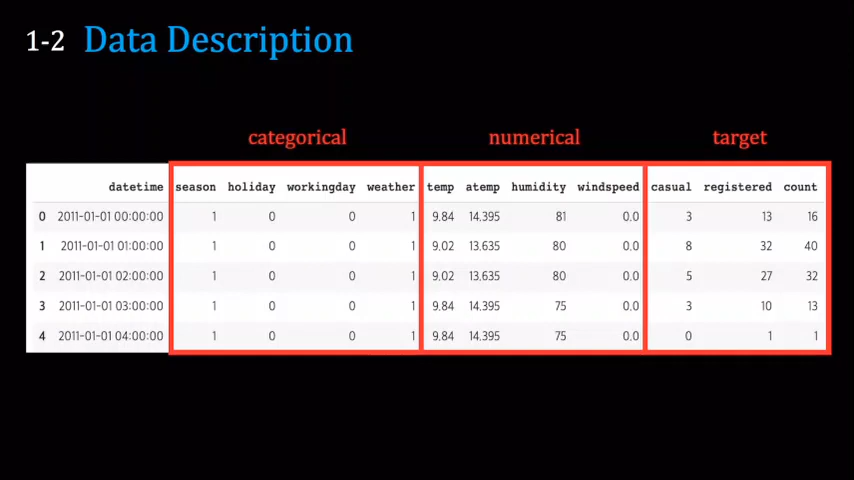 1-2 Data Description
categorical numerical target
datetime season holiday workingday weather temp atemp humidity windspeed casual registered count
0 2011-01-01 00:00:00 1 0 0 1 9.84 14.395 81 0.0 3 13 16
1 2011-01-01 01:00:00 1 0 0 1 9.02 13.635 80 0.0 8 32 40
2 2011-01-01 02:00:00 1 0 0 1 9.02 13.635 80 0.0 5 27 32
3 2011-01-01 03:00:00 1 0 0 1 9.84 14.395 75 0.0 3 10 13
4 2011-01-01 04:00:00 1 0 0 1 9.84 14.395 75 0.0 0 1 1